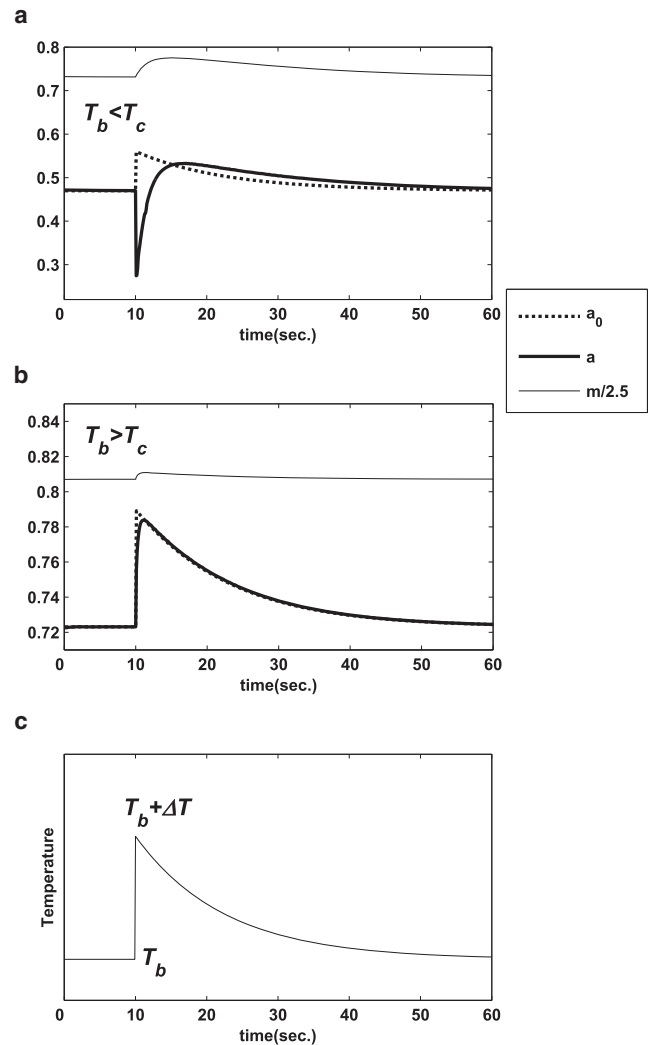 a
0.8
0.7
T_b<T_c
0.6
0.5
0.4
0.3
0 10 20 30 40 50 60
time(sec.)
a_0
a
m/2.5
b
0.84
T_b>T_c
0.82
0.8
0.78
0.76
0.74
0.72
0 10 20 30 40 50 60
time(sec.)
c
T_b+ΔT
Temperature
T_b
0 10 20 30 40 50 60
time(sec.)